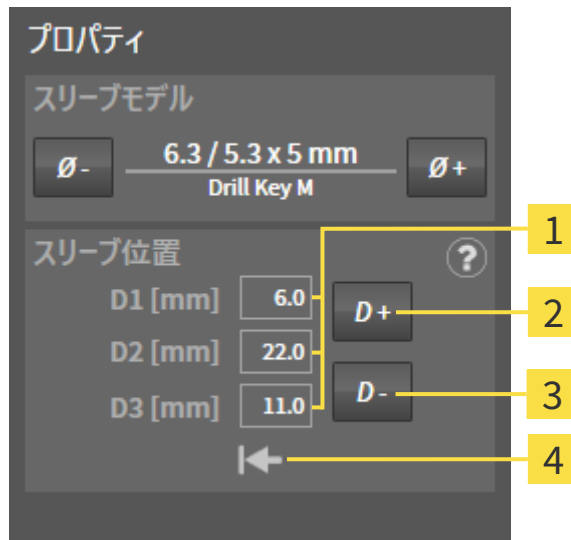 プロパティ
スリーブモデル
Ø -
6.3 / 5.3 x 5 mm
Drill Key M
Ø +
スリーブ位置
?
D1 [mm] 6.0
D2 [mm] 22.0
D3 [mm] 11.0
D +
D -
1
2
3
4